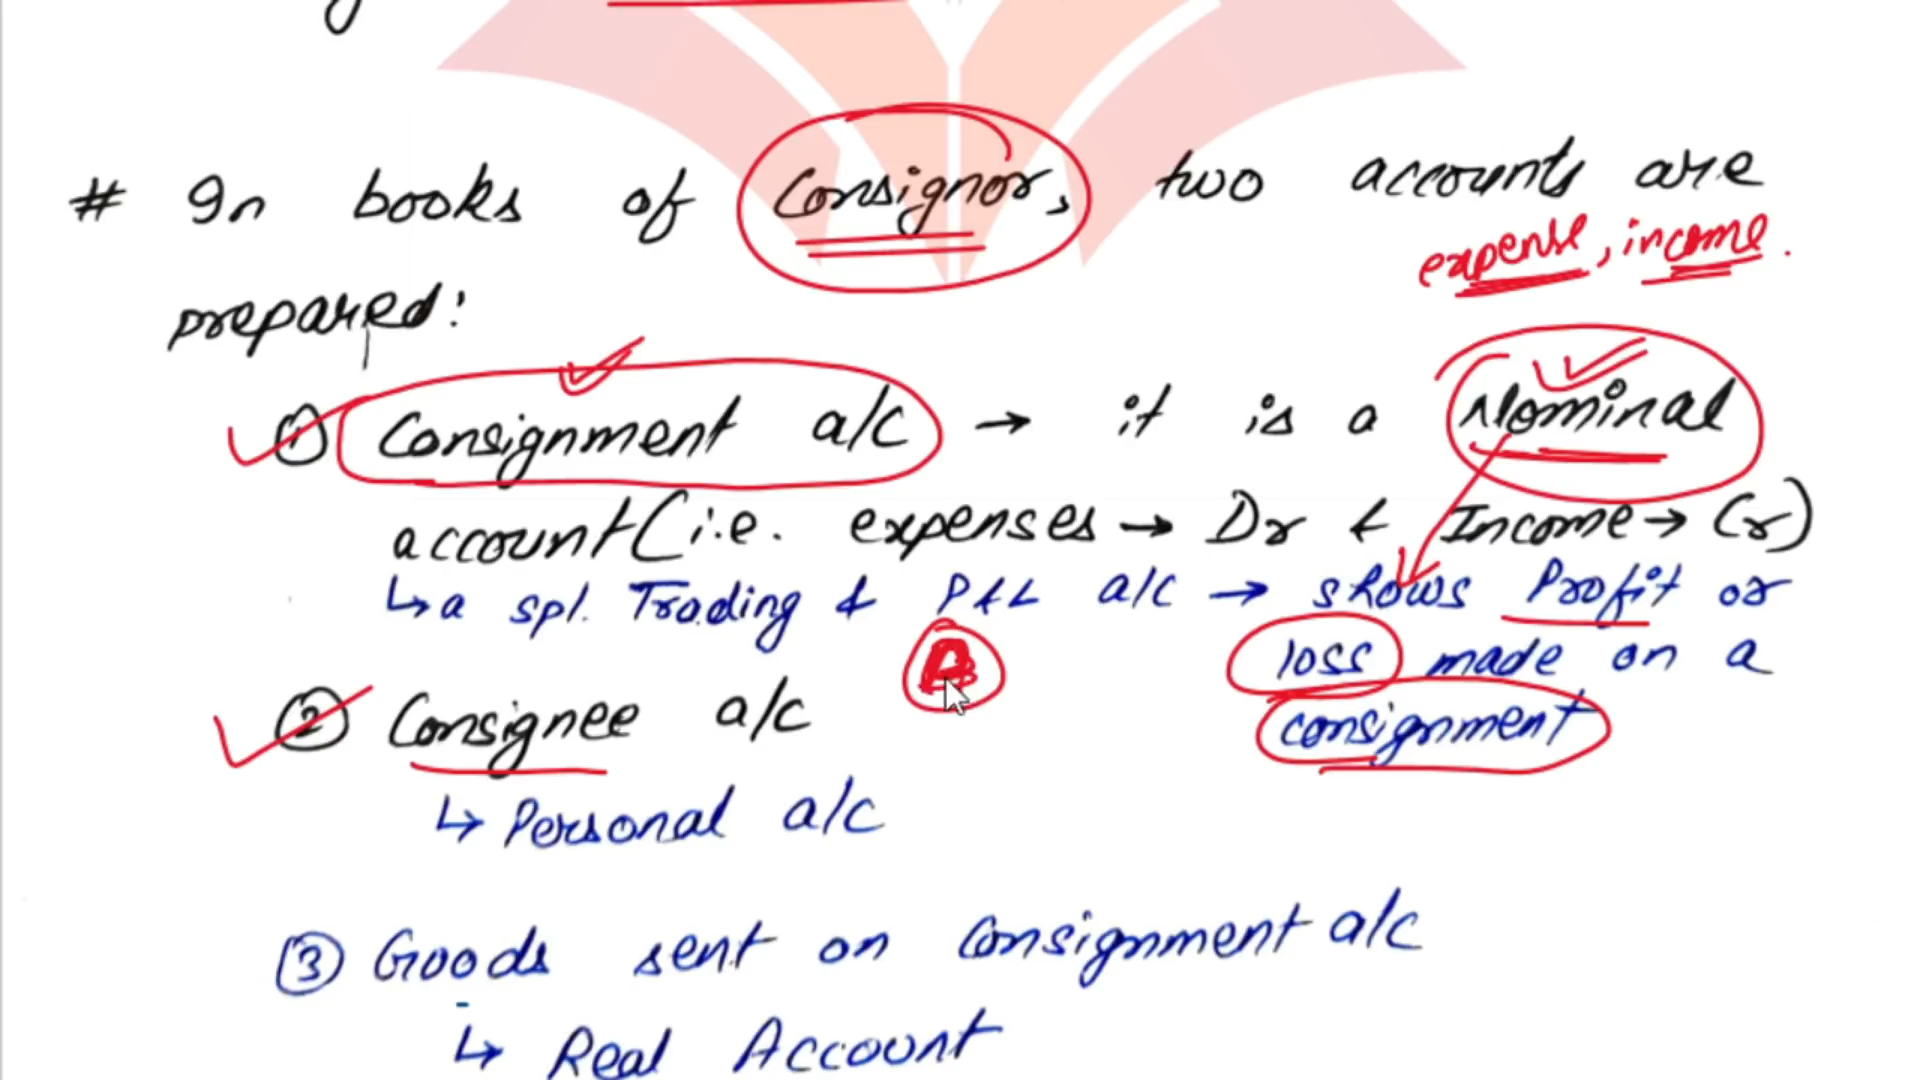 # In books of Consignor, two accounts are
expense, income.
prepared:
① Consignment a/c → it is a Nominal
account (i.e. expenses → Dr & Income → Cr)
↳ a spl. Trading & P&L a/c → shows Profit or
loss made on a
② Consignee a/c
consignment
↳ Personal a/c
③ Goods sent on Consignment a/c
↳ Real Account